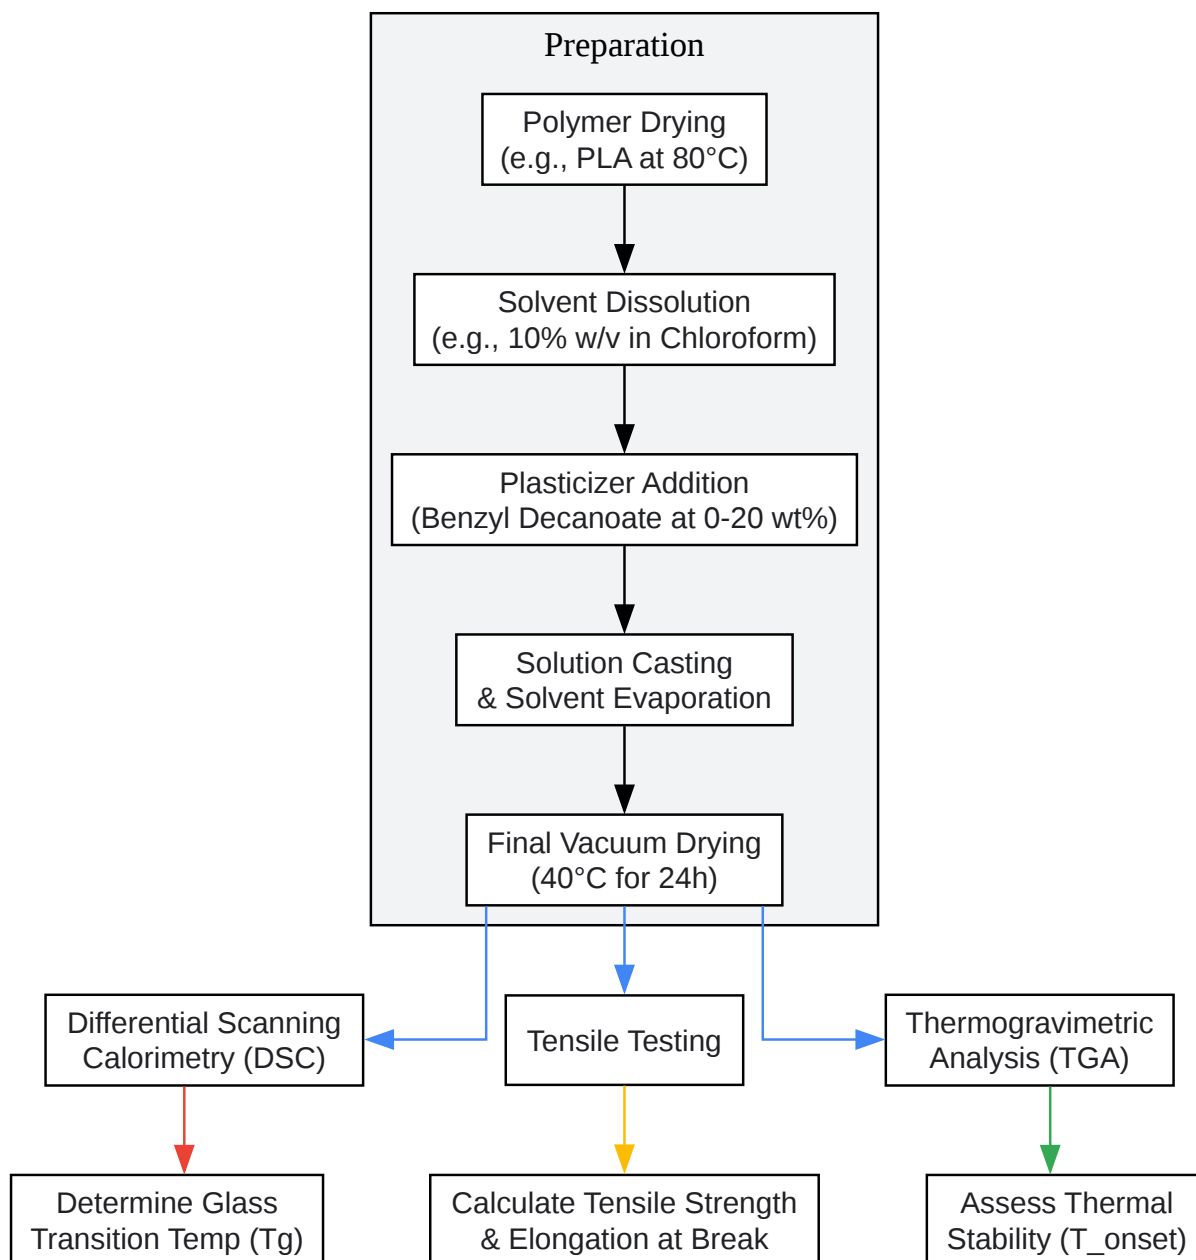 Preparation
Polymer Drying
(e.g., PLA at 80°C)
Solvent Dissolution
(e.g., 10% w/v in Chloroform)
Plasticizer Addition
(Benzyl Decanoate at 0-20 wt%)
Solution Casting
& Solvent Evaporation
Final Vacuum Drying
(40°C for 24h)
Differential Scanning
Calorimetry (DSC)
Tensile Testing
Thermogravimetric
Analysis (TGA)
Determine Glass
Transition Temp (Tg)
Calculate Tensile Strength
& Elongation at Break
Assess Thermal
Stability (T_onset)